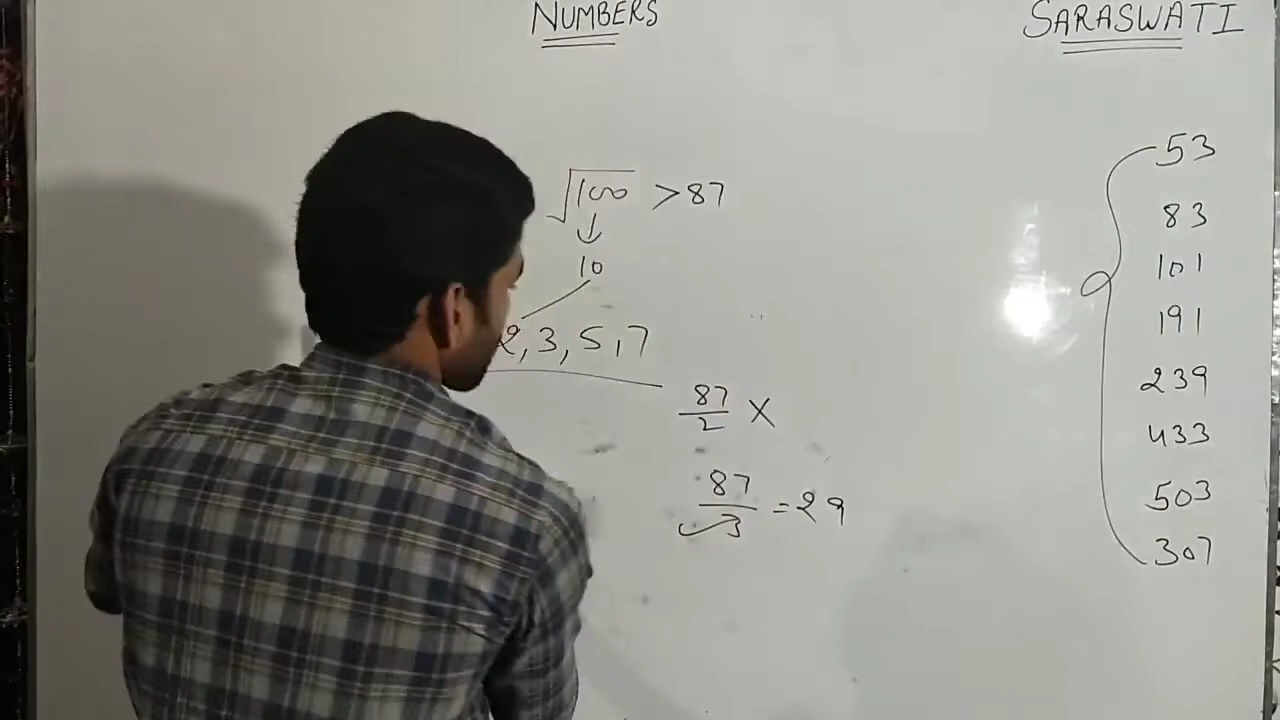 NUMBERS
SARASWATI
√100 > 87
↓
10
2, 3, 5, 7
87/2 X
87/3 = 29
53
83
101
191
239
433
503
307